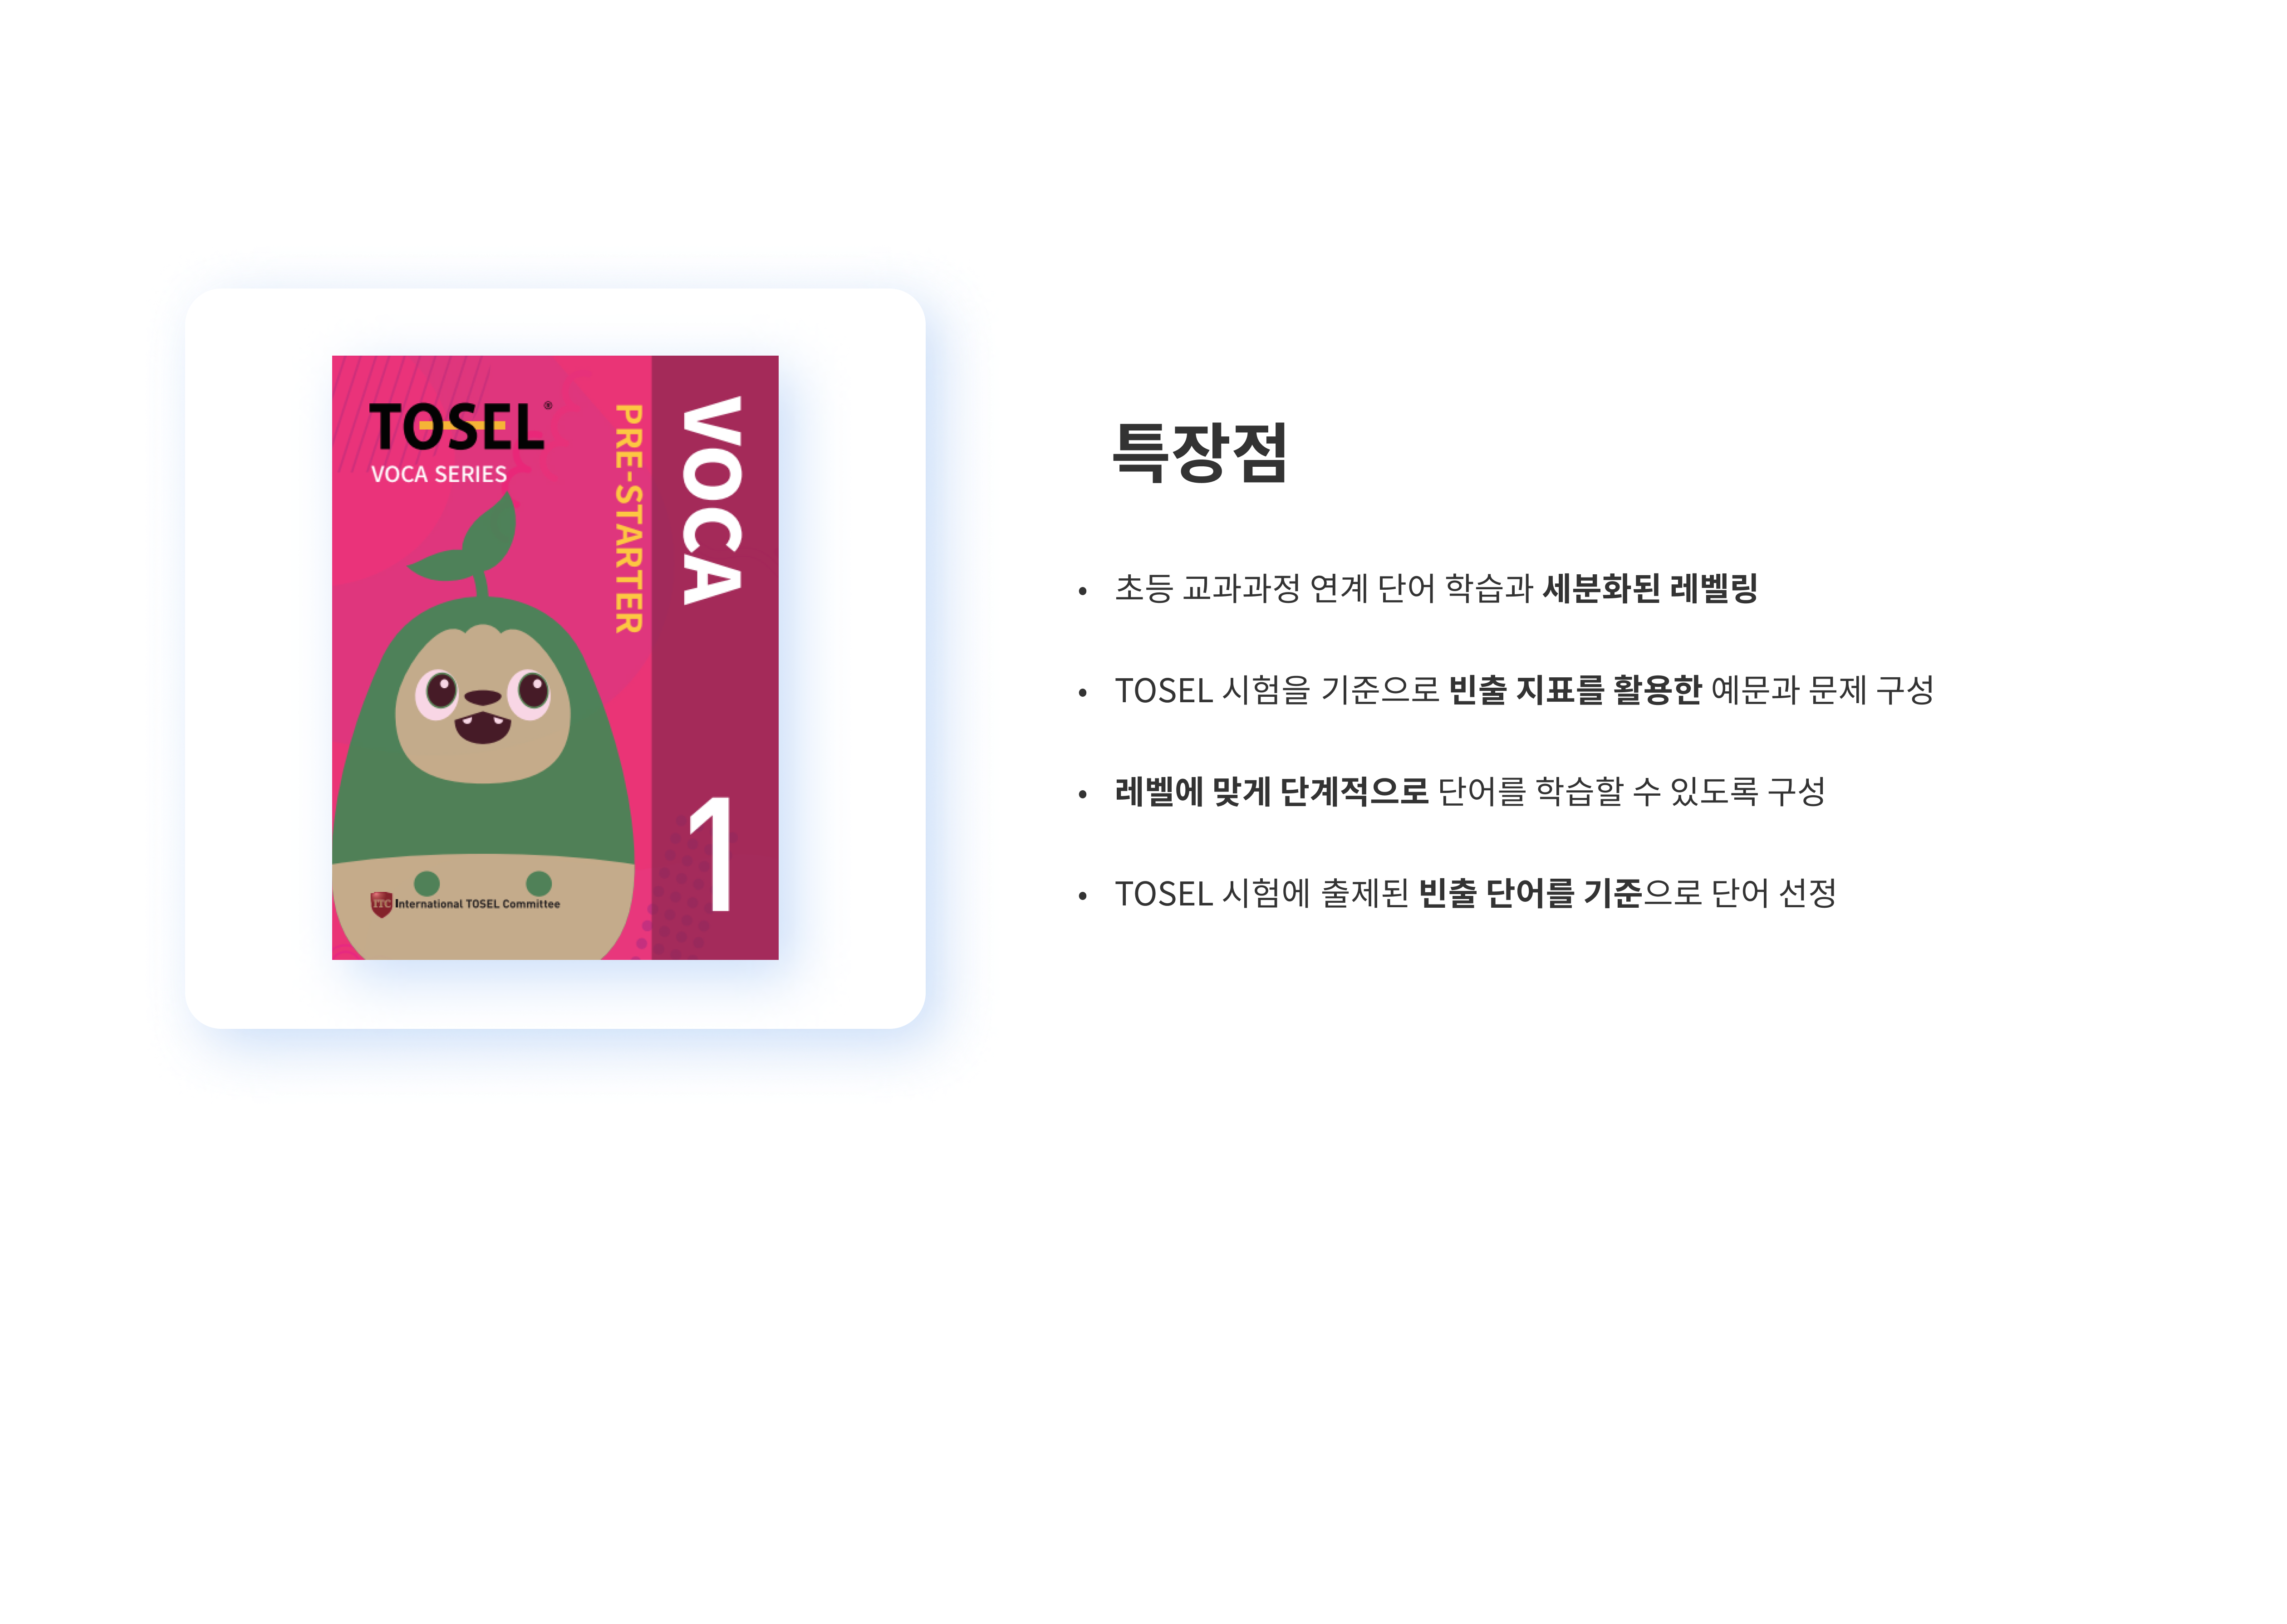 TOSEL®
VOCA SERIES
PRE-STARTER
VOCA
1
ITC International TOSEL Committee
특장점
• 초등 교과과정 연계 단어 학습과 세분화된 레벨링
• TOSEL 시험을 기준으로 빈출 지표를 활용한 예문과 문제 구성
• 레벨에 맞게 단계적으로 단어를 학습할 수 있도록 구성
• TOSEL 시험에 출제된 빈출 단어를 기준으로 단어 선정